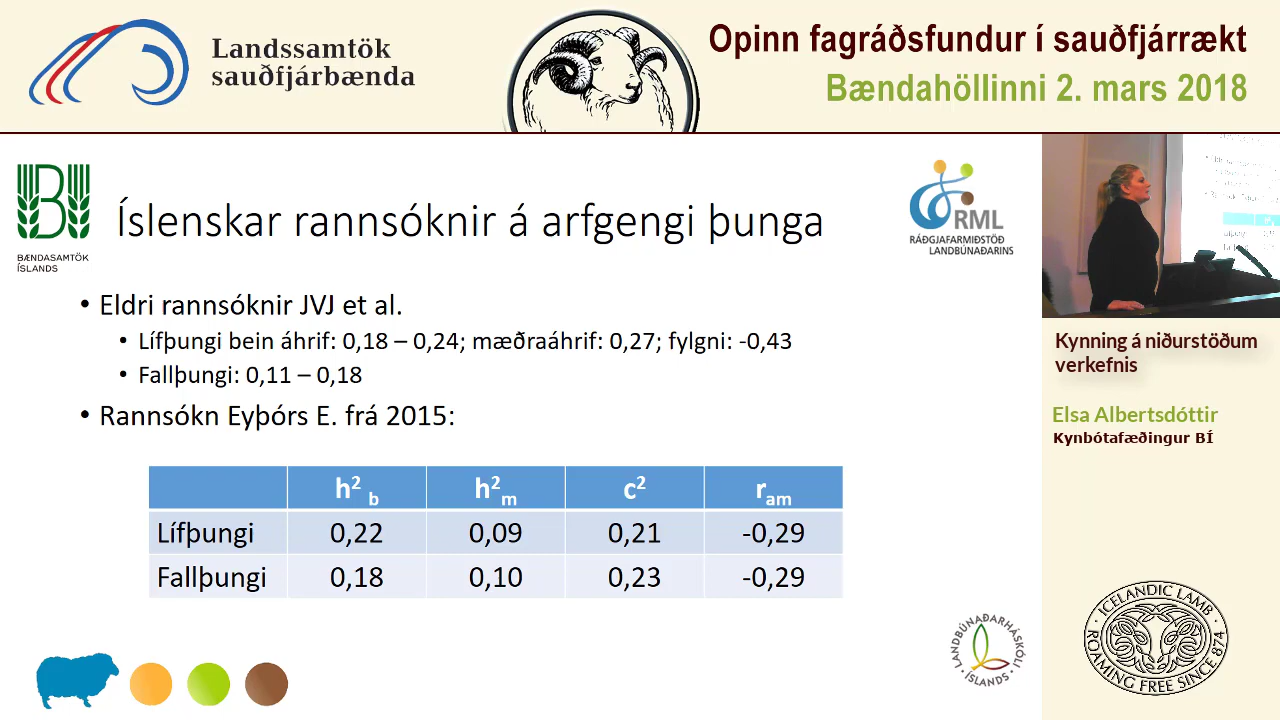 Landssamtök
sauðfjárbænda
Opinn fagráðsfundur í sauðfjárrækt
Bændahöllinni 2. mars 2018
BÆNDASAMTÖK
ÍSLANDS
Íslenskar rannsóknir á arfgengi þunga
RML
RÁÐGJAFARMIÐSTÖÐ
LANDBÚNAÐARINS
• Eldri rannsóknir JVJ et al.
• Lífþungi bein áhrif: 0,18 – 0,24; mæðraáhrif: 0,27; fylgni: -0,43
• Fallþungi: 0,11 – 0,18
• Rannsókn Eyþórs E. frá 2015:
h² b h²m c² ram
Lífþungi 0,22 0,09 0,21 -0,29
Fallþungi 0,18 0,10 0,23 -0,29
Kynning á niðurstöðum
verkefnis
Elsa Albertsdóttir
Kynbótafæðingur BÍ
LANDBÚNAÐARHÁSKÓLI
ÍSLANDS
· ICELANDIC LAMB ·
ROAMING FREE SINCE 874